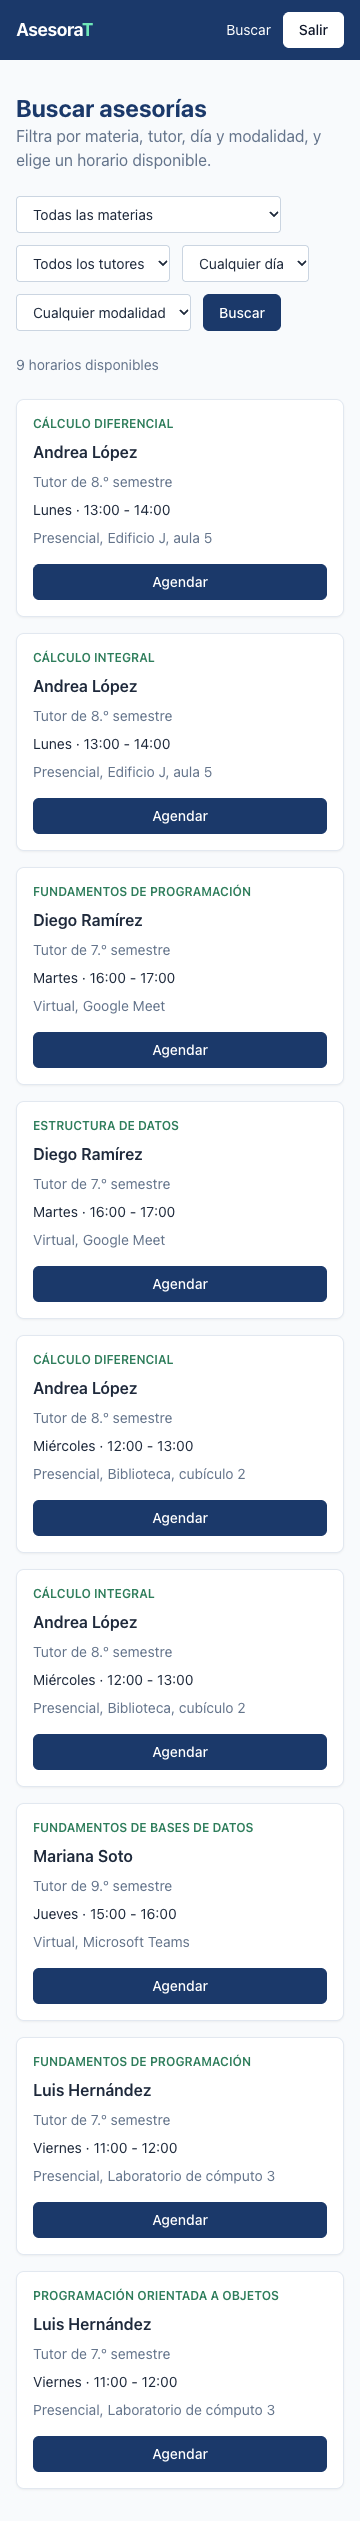 AsesoraT
Buscar
Salir
Buscar asesorías
Filtra por materia, tutor, día y modalidad, y
elige un horario disponible.
Todas las materias
Todos los tutores
Cualquier día
Cualquier modalidad
Buscar
9 horarios disponibles
CÁLCULO DIFERENCIAL
Andrea López
Tutor de 8.° semestre
Lunes · 13:00 - 14:00
Presencial, Edificio J, aula 5
Agendar
CÁLCULO INTEGRAL
Andrea López
Tutor de 8.° semestre
Lunes · 13:00 - 14:00
Presencial, Edificio J, aula 5
Agendar
FUNDAMENTOS DE PROGRAMACIÓN
Diego Ramírez
Tutor de 7.° semestre
Martes · 16:00 - 17:00
Virtual, Google Meet
Agendar
ESTRUCTURA DE DATOS
Diego Ramírez
Tutor de 7.° semestre
Martes · 16:00 - 17:00
Virtual, Google Meet
Agendar
CÁLCULO DIFERENCIAL
Andrea López
Tutor de 8.° semestre
Miércoles · 12:00 - 13:00
Presencial, Biblioteca, cubículo 2
Agendar
CÁLCULO INTEGRAL
Andrea López
Tutor de 8.° semestre
Miércoles · 12:00 - 13:00
Presencial, Biblioteca, cubículo 2
Agendar
FUNDAMENTOS DE BASES DE DATOS
Mariana Soto
Tutor de 9.° semestre
Jueves · 15:00 - 16:00
Virtual, Microsoft Teams
Agendar
FUNDAMENTOS DE PROGRAMACIÓN
Luis Hernández
Tutor de 7.° semestre
Viernes · 11:00 - 12:00
Presencial, Laboratorio de cómputo 3
Agendar
PROGRAMACIÓN ORIENTADA A OBJETOS
Luis Hernández
Tutor de 7.° semestre
Viernes · 11:00 - 12:00
Presencial, Laboratorio de cómputo 3
Agendar